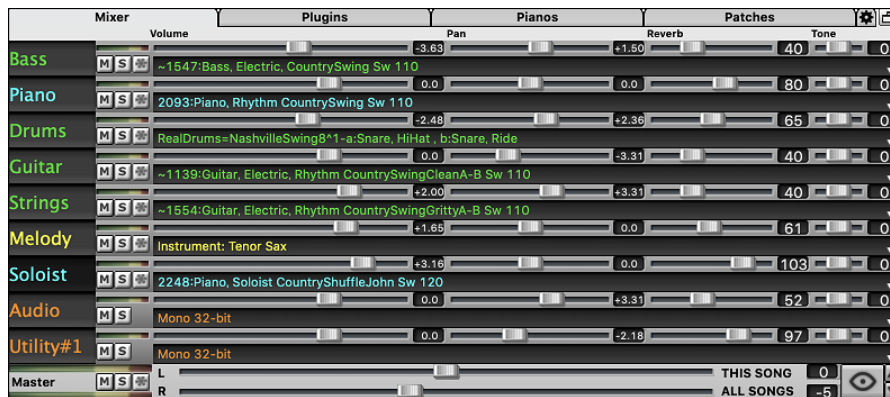 Mixer Plugins Pianos Patches
Volume Pan Reverb Tone
-3.63 +1.50 40 0
Bass M S ~1547:Bass, Electric, CountrySwing Sw 110
0.0 0.0 80 0
Piano M S 2093:Piano, Rhythm CountrySwing Sw 110
-2.48 +2.36 65 0
Drums M S RealDrums=NashvilleSwing8^1-a:Snare, HiHat , b:Snare, Ride
0.0 -3.31 40 0
Guitar M S ~1139:Guitar, Electric, Rhythm CountrySwingCleanA-B Sw 110
+2.00 +3.31 40 0
Strings M S ~1554:Guitar, Electric, Rhythm CountrySwingGrittyA-B Sw 110
+1.65 0.0 61 0
Melody M S Instrument: Tenor Sax
+3.16 0.0 103 0
Soloist M S 2248:Piano, Soloist CountryShuffleJohn Sw 120
0.0 +3.31 52 0
Audio M S Mono 32-bit
0.0 -2.18 97 0
Utility#1 M S Mono 32-bit
L THIS SONG 0
Master M S
R ALL SONGS -5